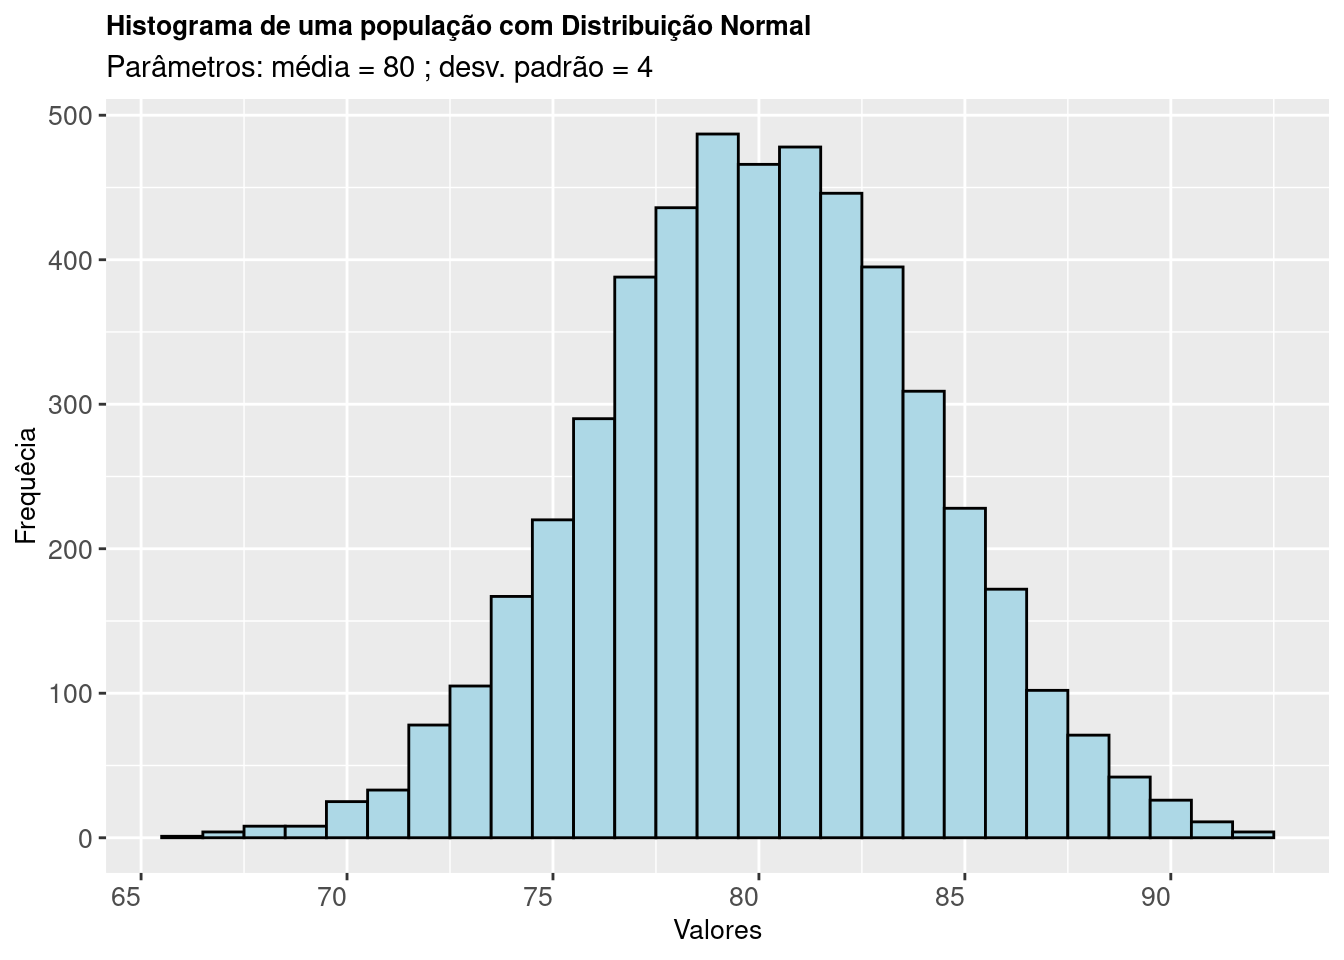 Histograma de uma população com Distribuição Normal
Parâmetros: média = 80 ; desv. padrão = 4
500
400
300
200
100
0
Frequêcia
65 70 75 80 85 90
Valores